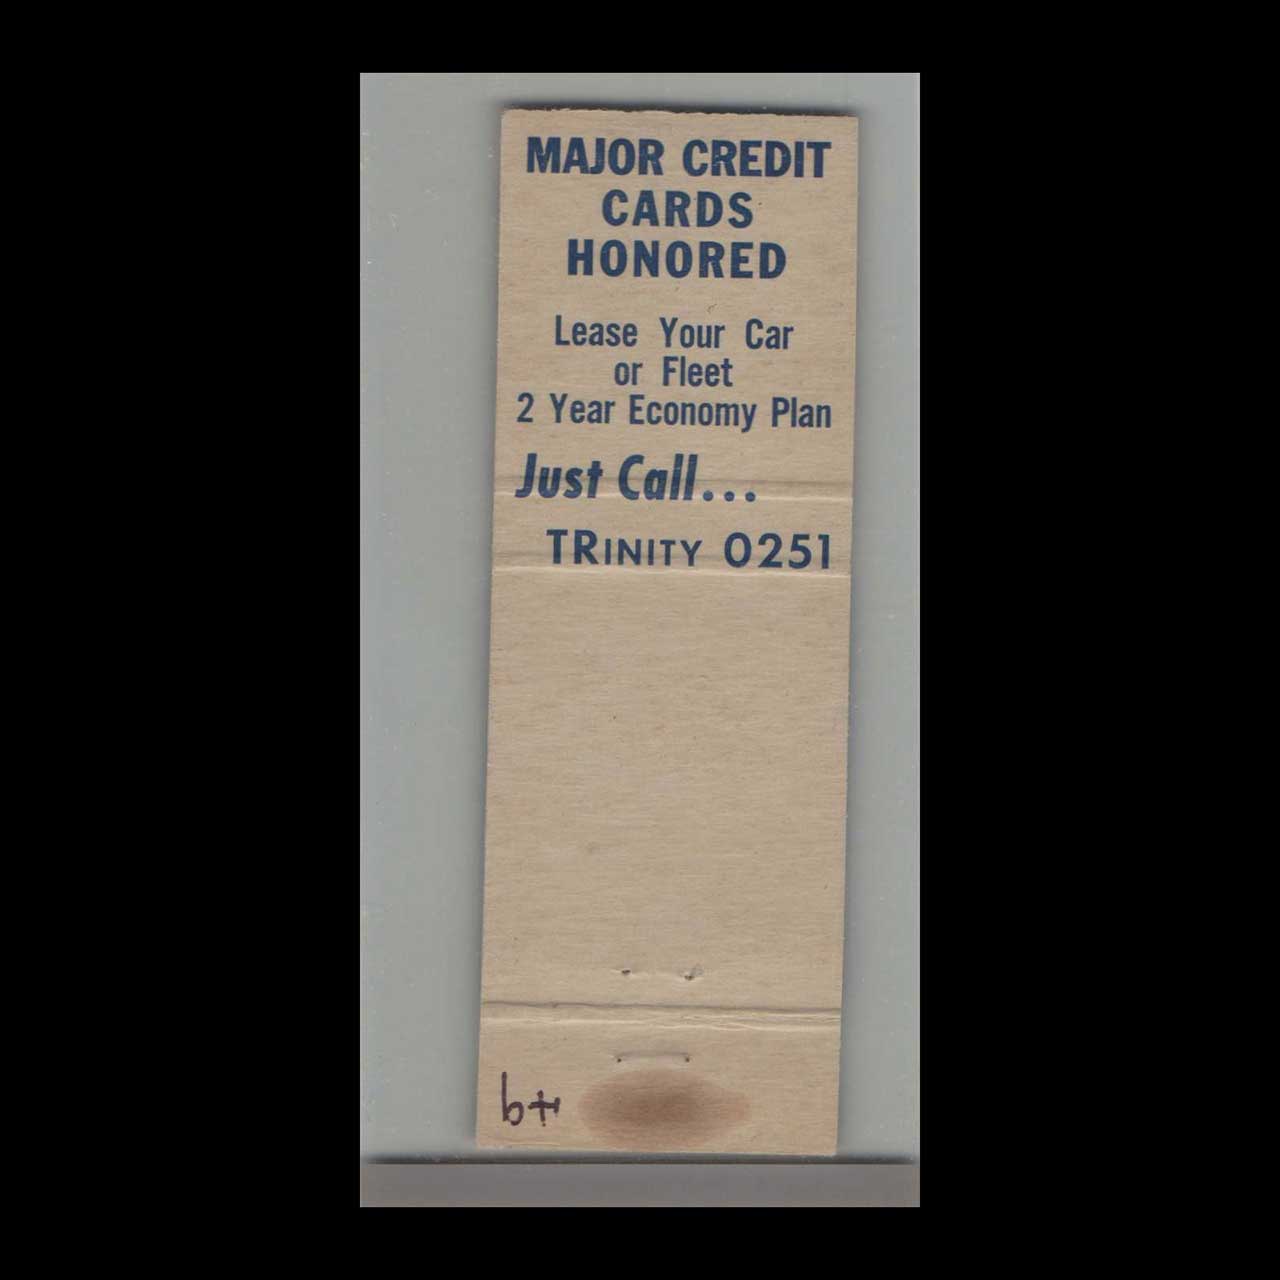 MAJOR CREDIT
CARDS
HONORED
Lease Your Car
or Fleet
2 Year Economy Plan
Just Call...
TRINITY 0251